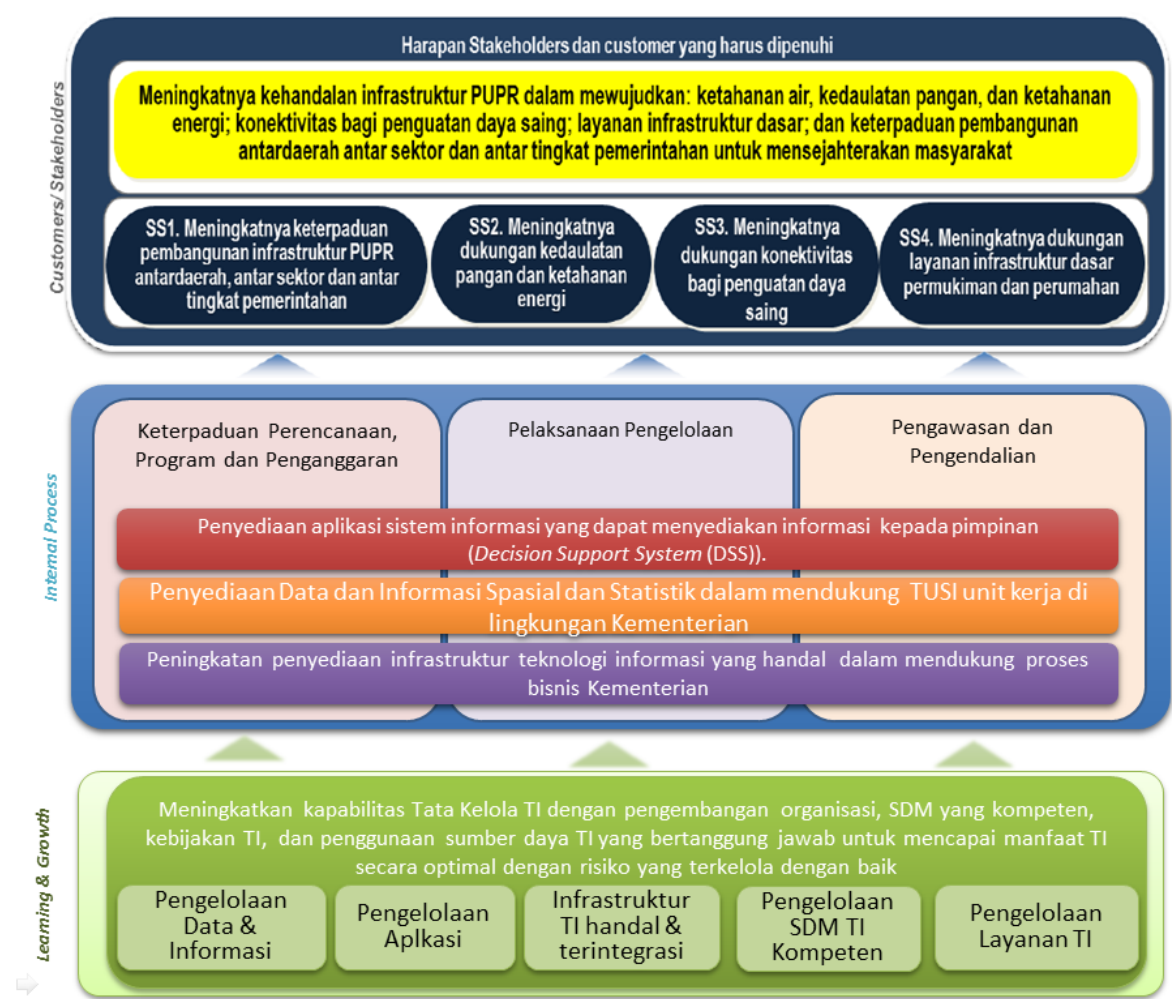 Customers/ Stakeholders
Harapan Stakeholders dan customer yang harus dipenuhi
Meningkatnya kehandalan infrastruktur PUPR dalam mewujudkan: ketahanan air, kedaulatan pangan, dan ketahanan
energi; konektivitas bagi penguatan daya saing; layanan infrastruktur dasar; dan keterpaduan pembangunan
antardaerah antar sektor dan antar tingkat pemerintahan untuk mensejahterakan masyarakat
SS1. Meningkatnya keterpaduan
pembangunan infrastruktur PUPR
antardaerah, antar sektor dan antar
tingkat pemerintahan
SS2. Meningkatnya
dukungan kedaulatan
pangan dan ketahanan
energi
SS3. Meningkatnya
dukungan konektivitas
bagi penguatan daya
saing
SS4. Meningkatnya dukungan
layanan infrastruktur dasar
permukiman dan perumahan
Internal Process
Keterpaduan Perencanaan,
Program dan Penganggaran
Pelaksanaan Pengelolaan
Pengawasan dan
Pengendalian
Penyediaan aplikasi sistem informasi yang dapat menyediakan informasi kepada pimpinan
(Decision Support System (DSS)).
Penyediaan Data dan Informasi Spasial dan Statistik dalam mendukung TUSI unit kerja di
lingkungan Kementerian
Peningkatan penyediaan infrastruktur teknologi informasi yang handal dalam mendukung proses
bisnis Kementerian
Learning & Growth
Meningkatkan kapabilitas Tata Kelola TI dengan pengembangan organisasi, SDM yang kompeten,
kebijakan TI, dan penggunaan sumber daya TI yang bertanggung jawab untuk mencapai manfaat TI
secara optimal dengan risiko yang terkelola dengan baik
Pengelolaan
Data &
Informasi
Pengelolaan
Aplkasi
Infrastruktur
TI handal &
terintegrasi
Pengelolaan
SDM TI
Kompeten
Pengelolaan
Layanan TI